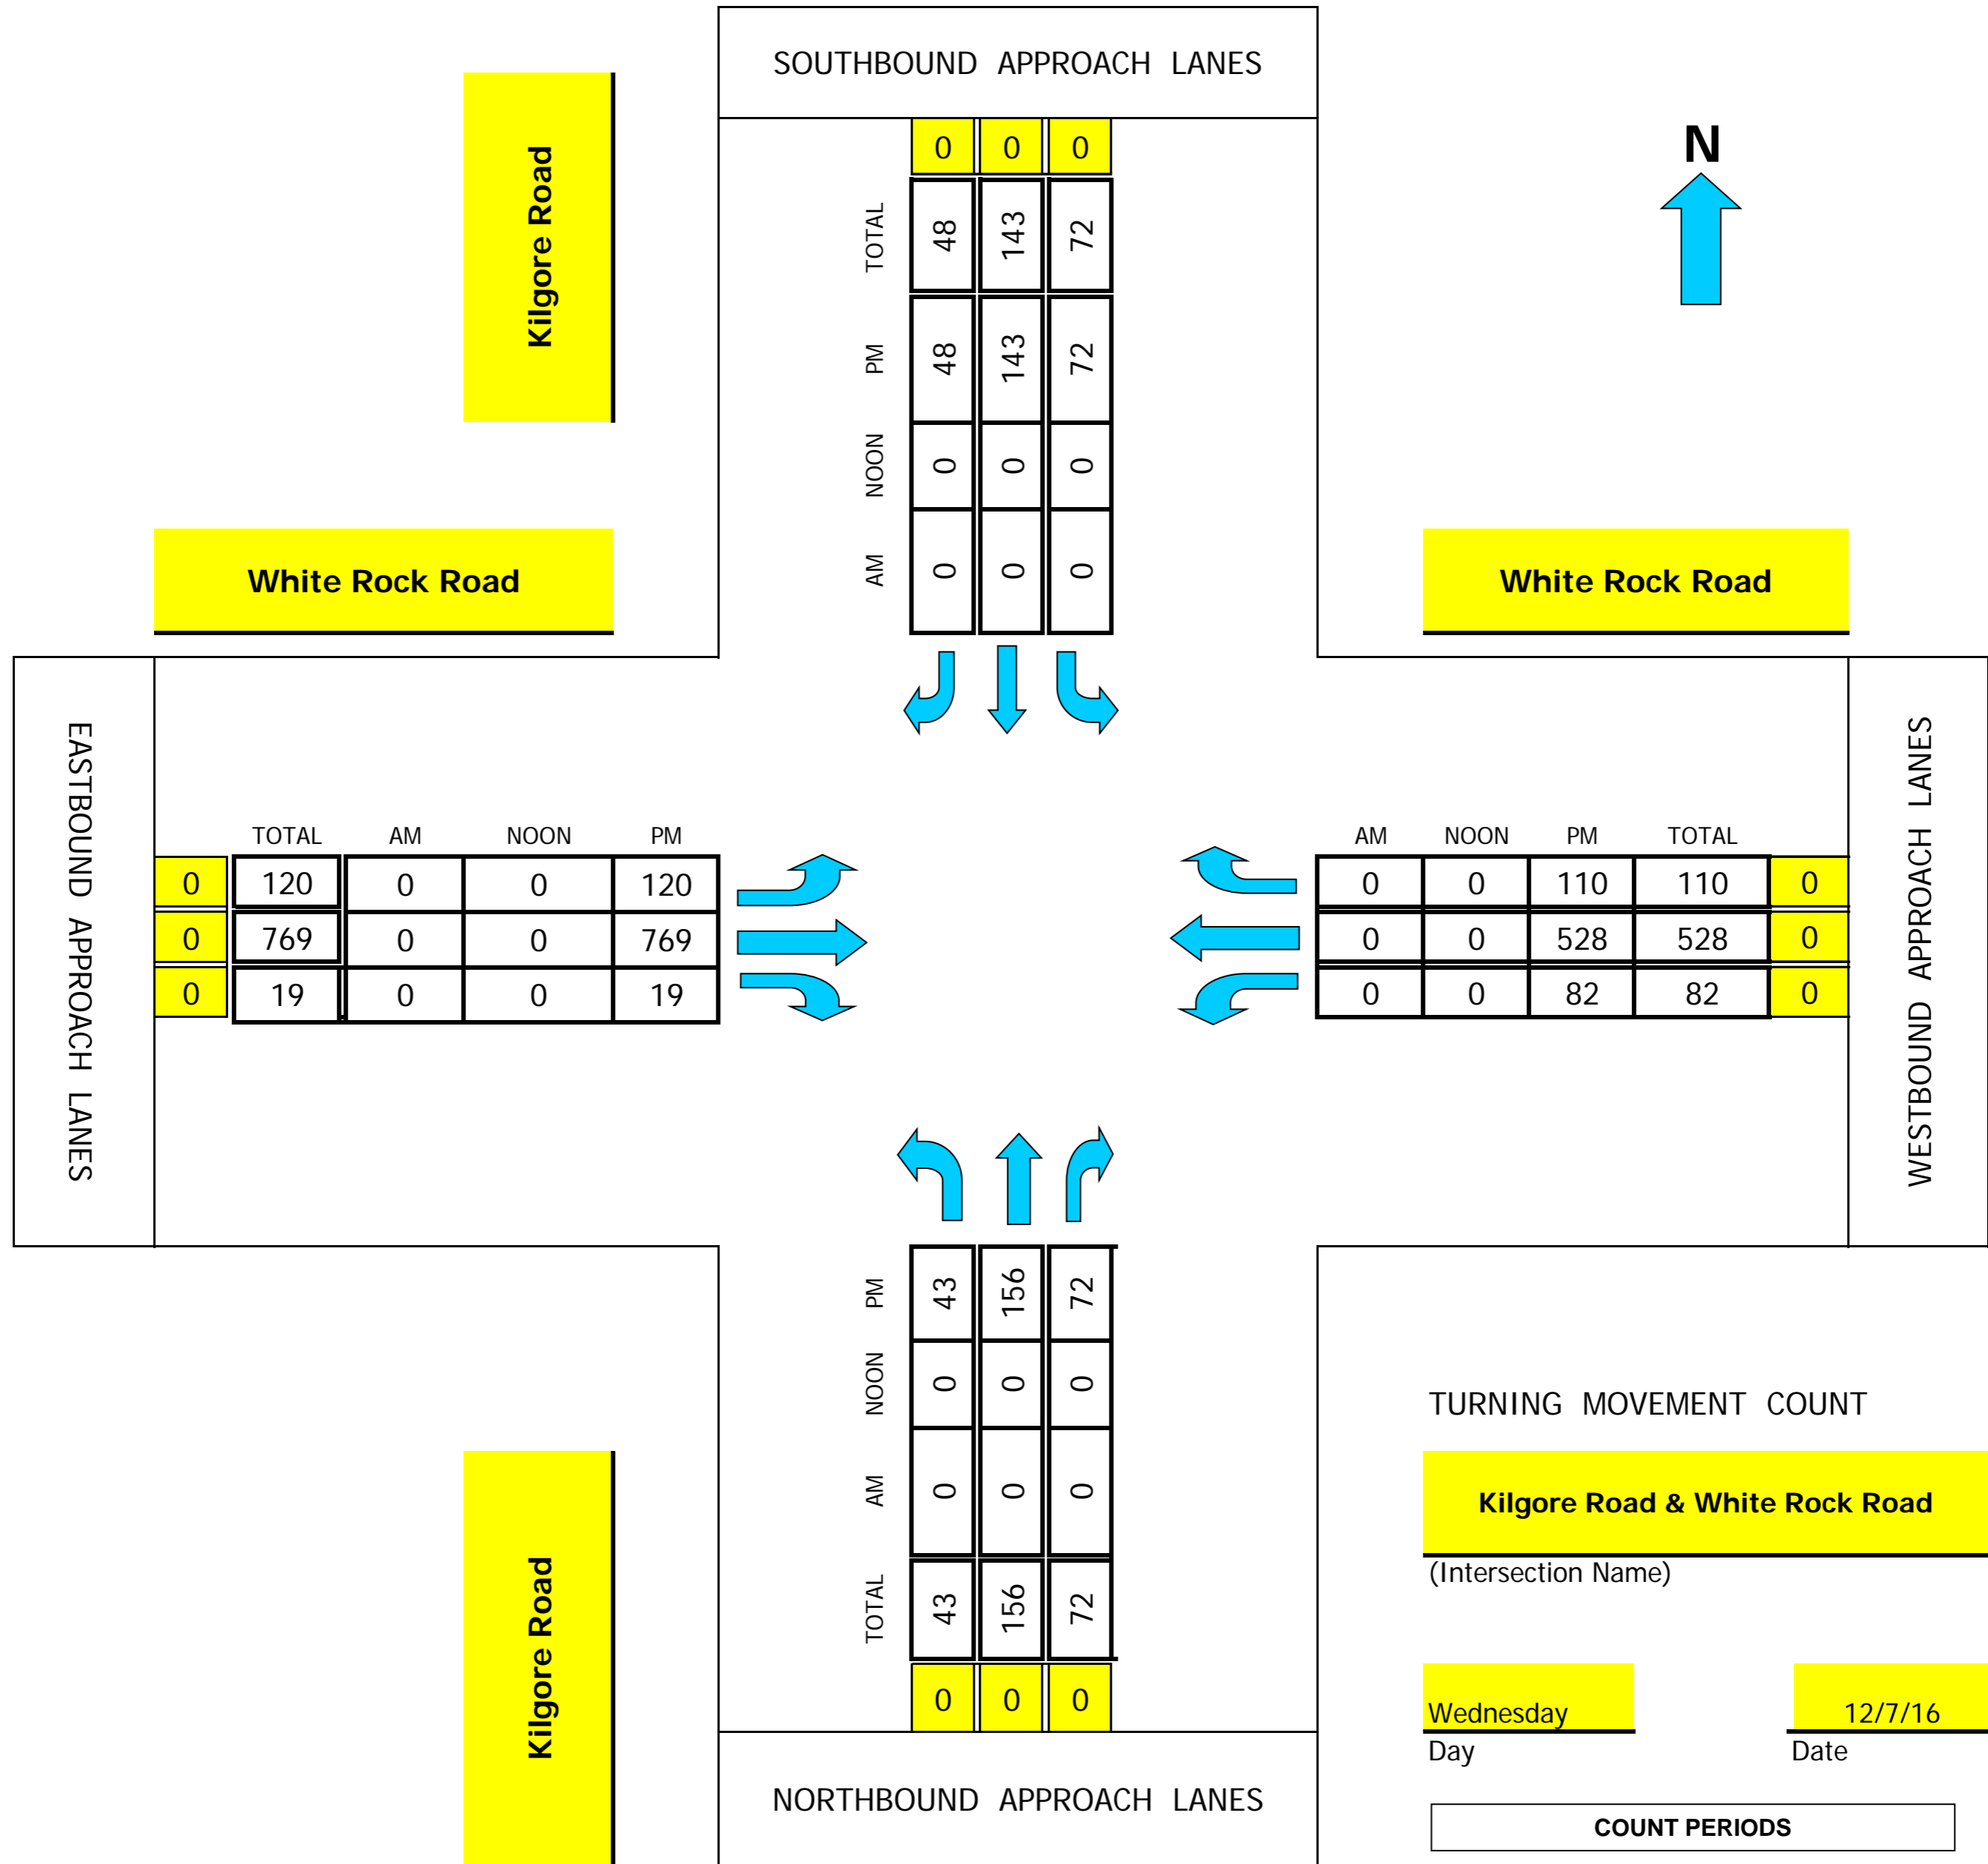 SOUTHBOUND APPROACH LANES
N
Kilgore Road
0 0 0
TOTAL 48 143 72
PM 48 143 72
NOON 0 0 0
AM 0 0 0
White Rock Road
White Rock Road
EASTBOUND APPROACH LANES
TOTAL AM NOON PM
0 120 0 0 120
0 769 0 0 769
0 19 0 0 19
AM NOON PM TOTAL
0 0 110 110 0
0 0 528 528 0
0 0 82 82 0
WESTBOUND APPROACH LANES
PM 43 156 72
NOON 0 0 0
AM 0 0 0
TOTAL 43 156 72
0 0 0
Kilgore Road
NORTHBOUND APPROACH LANES
TURNING MOVEMENT COUNT
Kilgore Road & White Rock Road
(Intersection Name)
Wednesday 12/7/16
Day Date
COUNT PERIODS